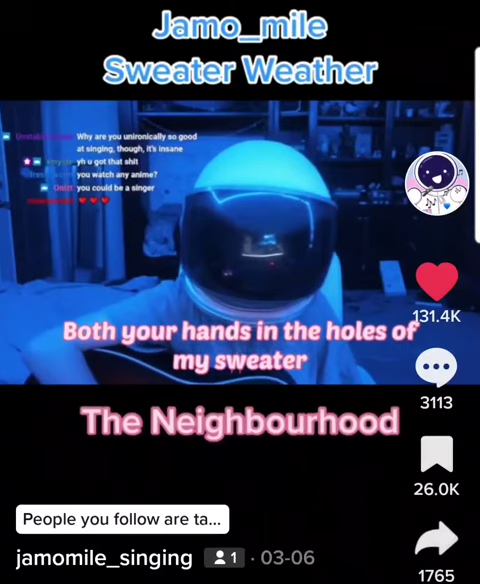 Jamo_mile
Sweater Weather
Why are you unironically so good
at singing, though, it's insane
yh u got that shit
you watch any anime?
you could be a singer
Both your hands in the holes of
my sweater
131.4K
3113
The Neighbourhood
26.0K
People you follow are ta...
jamomile_singing 1 · 03-06
1765